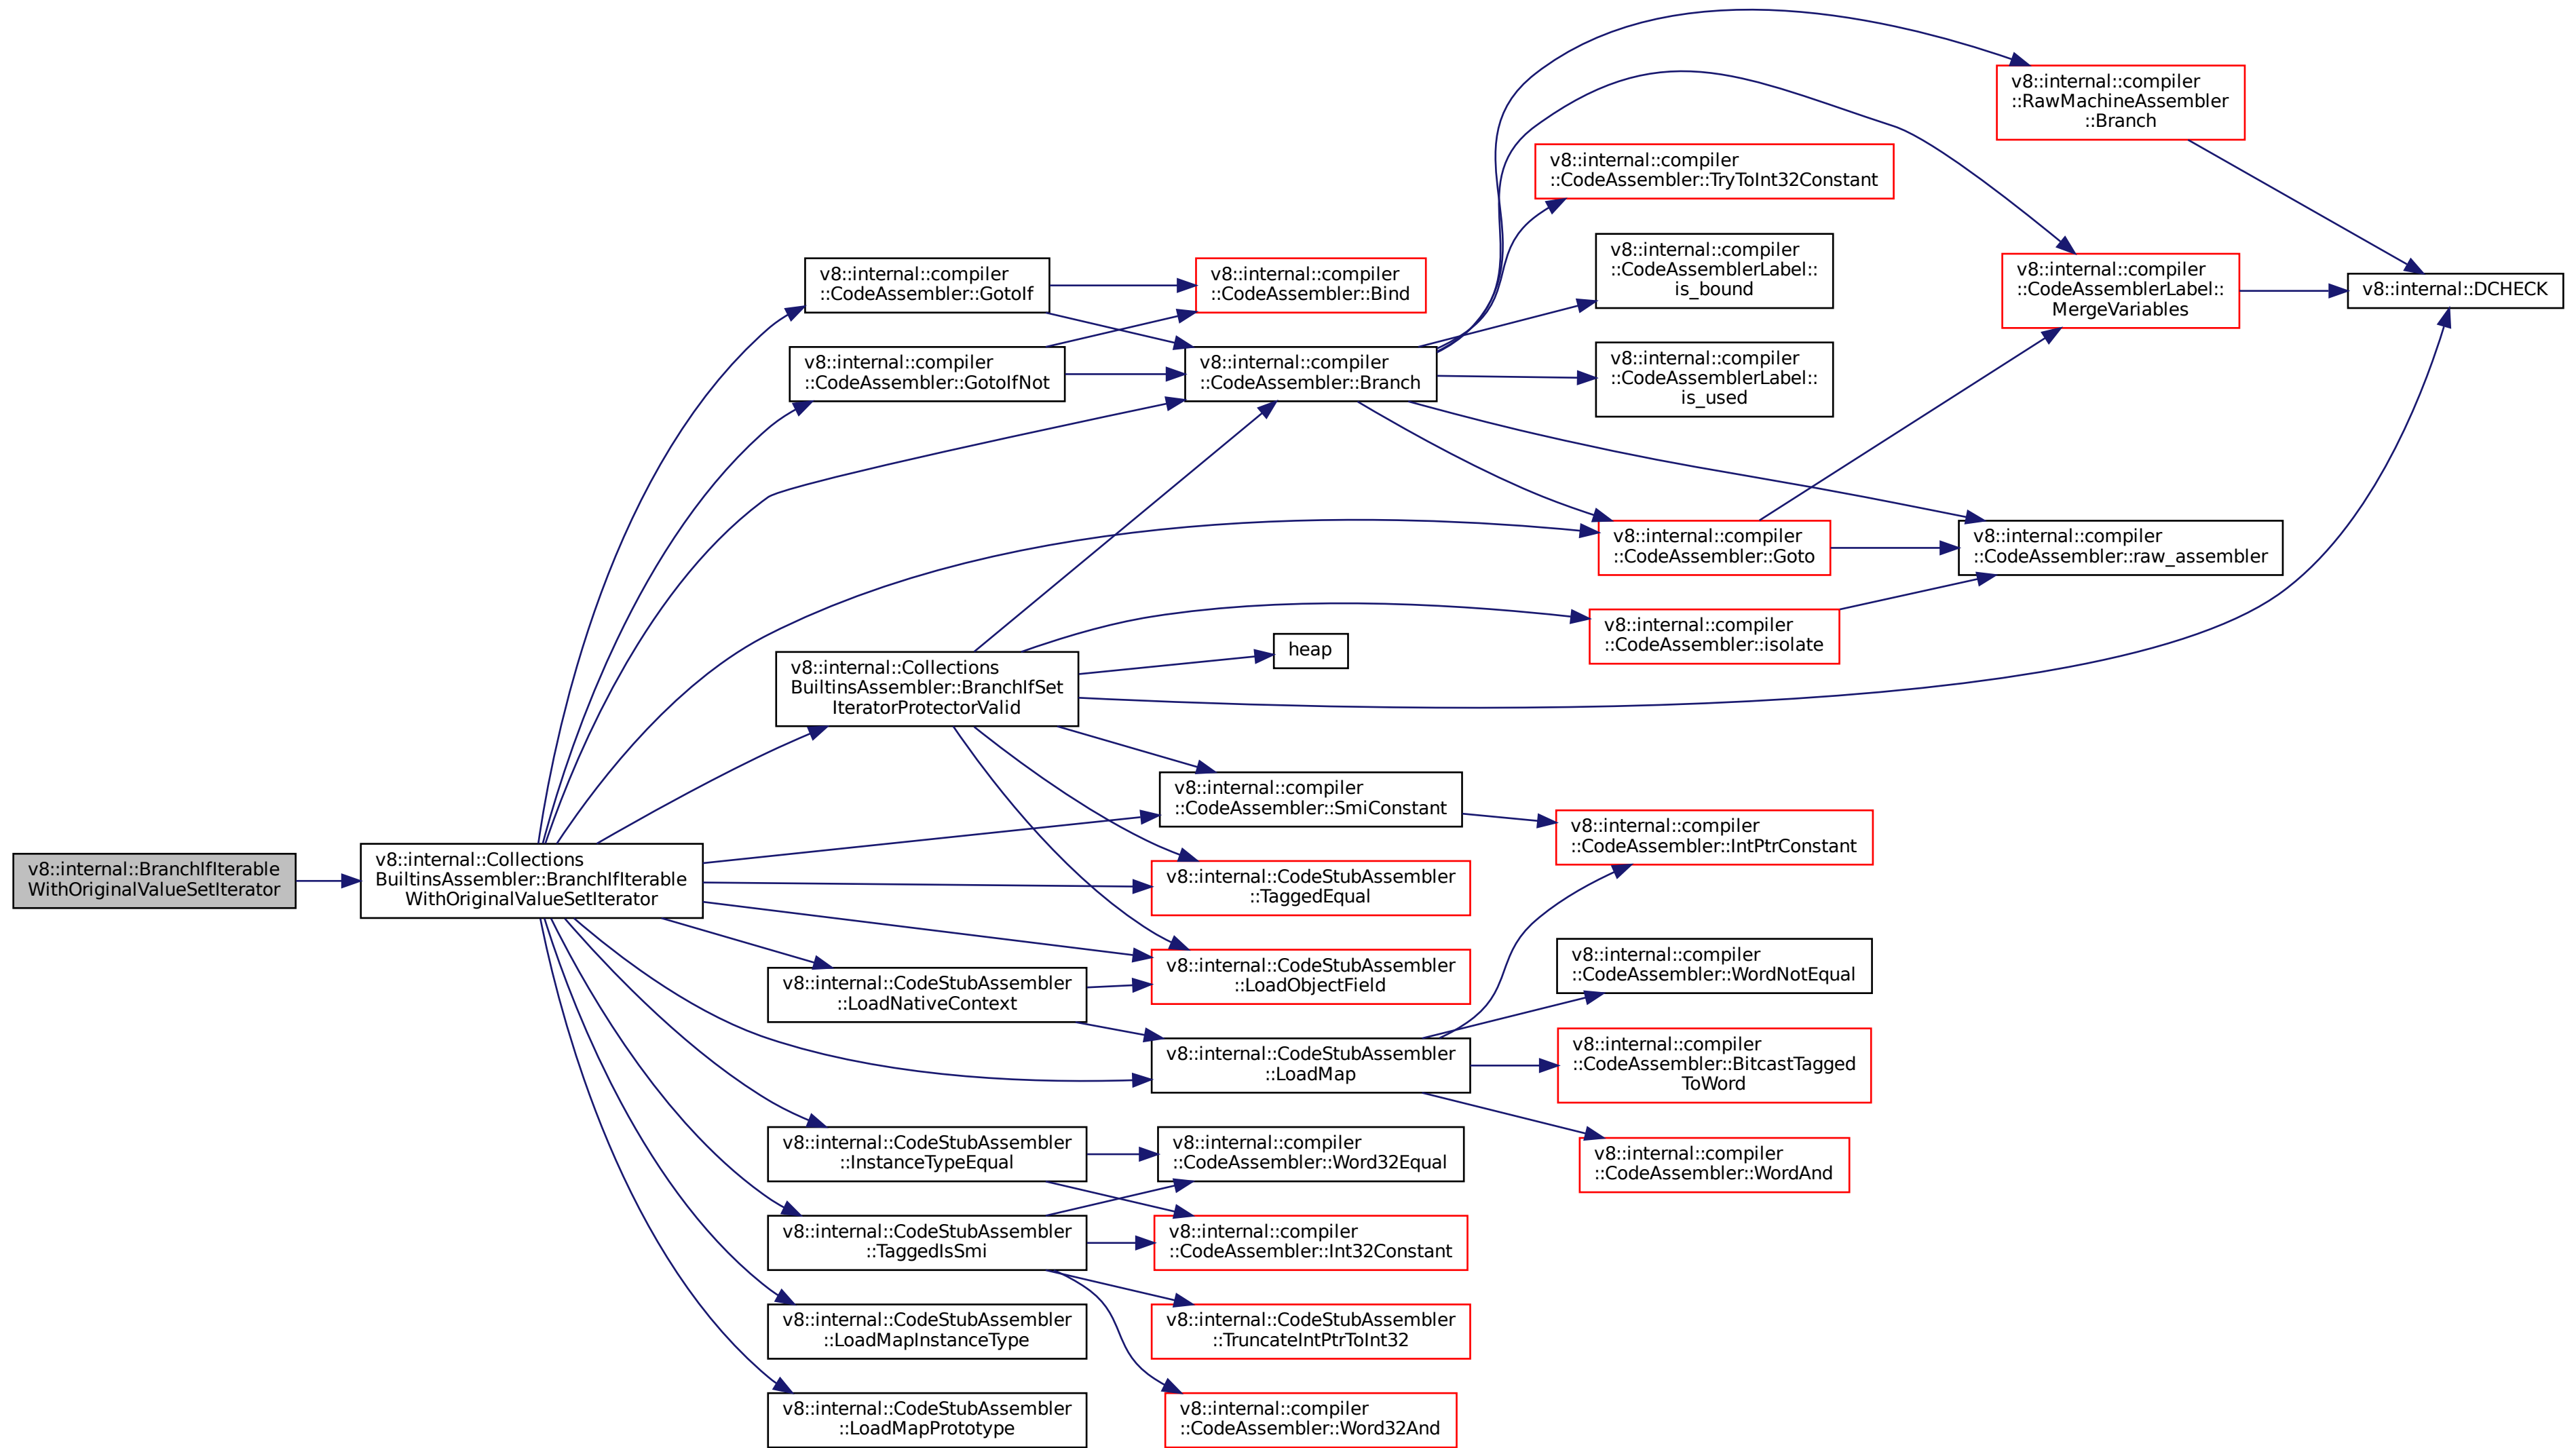 v8::internal::BranchIfIterable
WithOriginalValueSetIterator
v8::internal::Collections
BuiltinsAssembler::BranchIfIterable
WithOriginalValueSetIterator
v8::internal::compiler
::CodeAssembler::GotoIf
v8::internal::compiler
::CodeAssembler::GotoIfNot
v8::internal::Collections
BuiltinsAssembler::BranchIfSet
IteratorProtectorValid
v8::internal::CodeStubAssembler
::LoadNativeContext
v8::internal::CodeStubAssembler
::InstanceTypeEqual
v8::internal::CodeStubAssembler
::TaggedIsSmi
v8::internal::CodeStubAssembler
::LoadMapInstanceType
v8::internal::CodeStubAssembler
::LoadMapPrototype
v8::internal::compiler
::CodeAssembler::Bind
v8::internal::compiler
::CodeAssembler::Branch
heap
v8::internal::compiler
::CodeAssembler::SmiConstant
v8::internal::CodeStubAssembler
::TaggedEqual
v8::internal::CodeStubAssembler
::LoadObjectField
v8::internal::CodeStubAssembler
::LoadMap
v8::internal::compiler
::CodeAssembler::Word32Equal
v8::internal::compiler
::CodeAssembler::Int32Constant
v8::internal::CodeStubAssembler
::TruncateIntPtrToInt32
v8::internal::compiler
::CodeAssembler::Word32And
v8::internal::compiler
::CodeAssembler::TryToInt32Constant
v8::internal::compiler
::CodeAssemblerLabel::
is_bound
v8::internal::compiler
::CodeAssemblerLabel::
is_used
v8::internal::compiler
::CodeAssembler::Goto
v8::internal::compiler
::CodeAssembler::isolate
v8::internal::compiler
::CodeAssembler::IntPtrConstant
v8::internal::compiler
::CodeAssembler::WordNotEqual
v8::internal::compiler
::CodeAssembler::BitcastTagged
ToWord
v8::internal::compiler
::CodeAssembler::WordAnd
v8::internal::compiler
::RawMachineAssembler
::Branch
v8::internal::compiler
::CodeAssemblerLabel::
MergeVariables
v8::internal::compiler
::CodeAssembler::raw_assembler
v8::internal::DCHECK